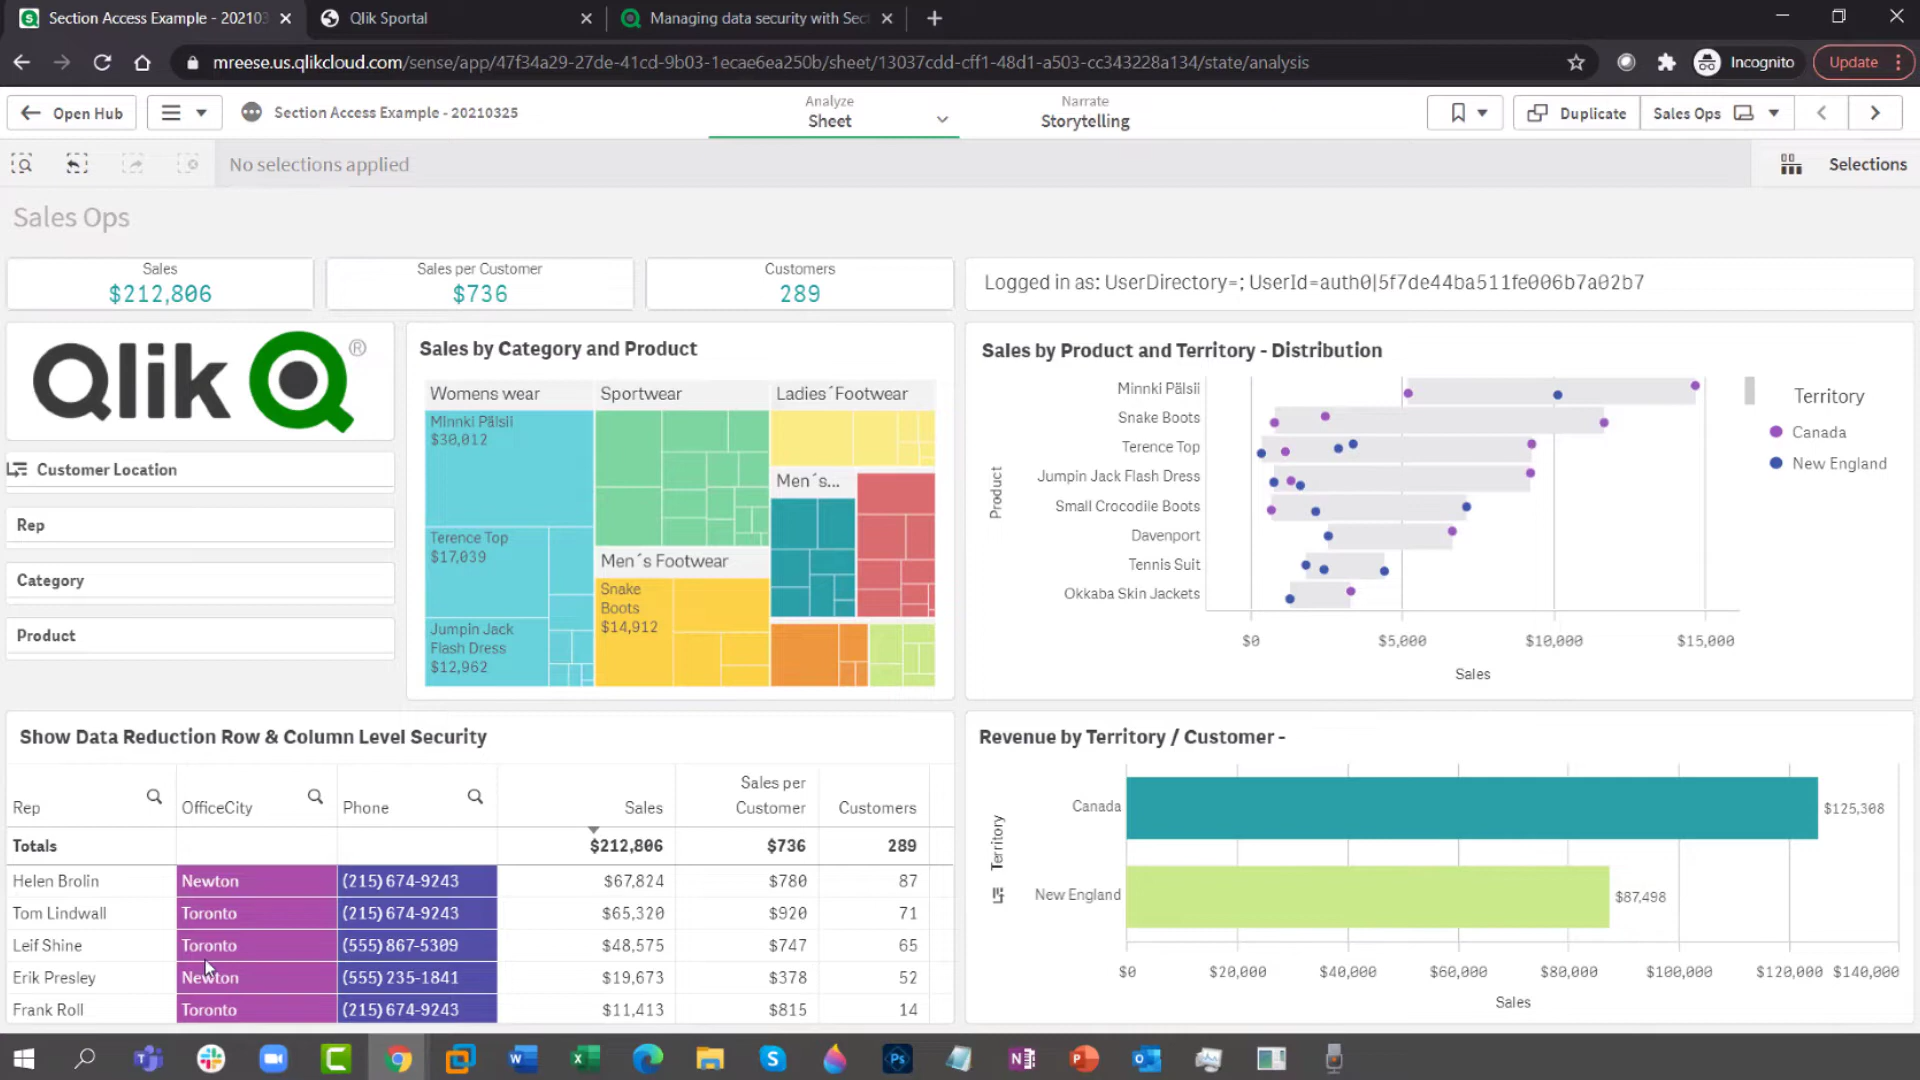 Section Access Example - 20210
Qlik Sportal
Managing data security with Sec
mreese.us.qlikcloud.com/sense/app/47f34a29-27de-41cd-9b03-1ecae6ea250b/sheet/13037cdd-cff1-48d1-a503-cc343228a134/state/analysis
Incognito
Update
Open Hub
Section Access Example - 20210325
Analyze
Sheet
Narrate
Storytelling
Duplicate
Sales Ops
No selections applied
Selections
Sales Ops
Sales
$212,806
Sales per Customer
$736
Customers
289
Logged in as: UserDirectory=; UserId=auth0|5f7de44ba511fe006b7a02b7
Qlik
®
Customer Location
Rep
Category
Product
Sales by Category and Product
Womens wear
Sportwear
Ladies´Footwear
Minnki Pälsii
$30,012
Terence Top
$17,039
Jumpin Jack
Flash Dress
$12,962
Men´s Footwear
Snake
Boots
$14,912
Men´s...
Sales by Product and Territory - Distribution
Product
Minnki Pälsii
Snake Boots
Terence Top
Jumpin Jack Flash Dress
Small Crocodile Boots
Davenport
Tennis Suit
Okkaba Skin Jackets
$0
$5,000
$10,000
$15,000
Sales
Territory
Canada
New England
Show Data Reduction Row & Column Level Security
Rep
OfficeCity
Phone
Sales
Sales per
Customer
Customers
Totals
$212,806
$736
289
Helen Brolin
Newton
(215) 674-9243
$67,824
$780
87
Tom Lindwall
Toronto
(215) 674-9243
$65,320
$920
71
Leif Shine
Toronto
(555) 867-5309
$48,575
$747
65
Erik Presley
Newton
(555) 235-1841
$19,673
$378
52
Frank Roll
Toronto
(215) 674-9243
$11,413
$815
14
Revenue by Territory / Customer -
Territory
Canada
$125,308
New England
$87,498
$0
$20,000
$40,000
$60,000
$80,000
$100,000
$120,000
$140,000
Sales